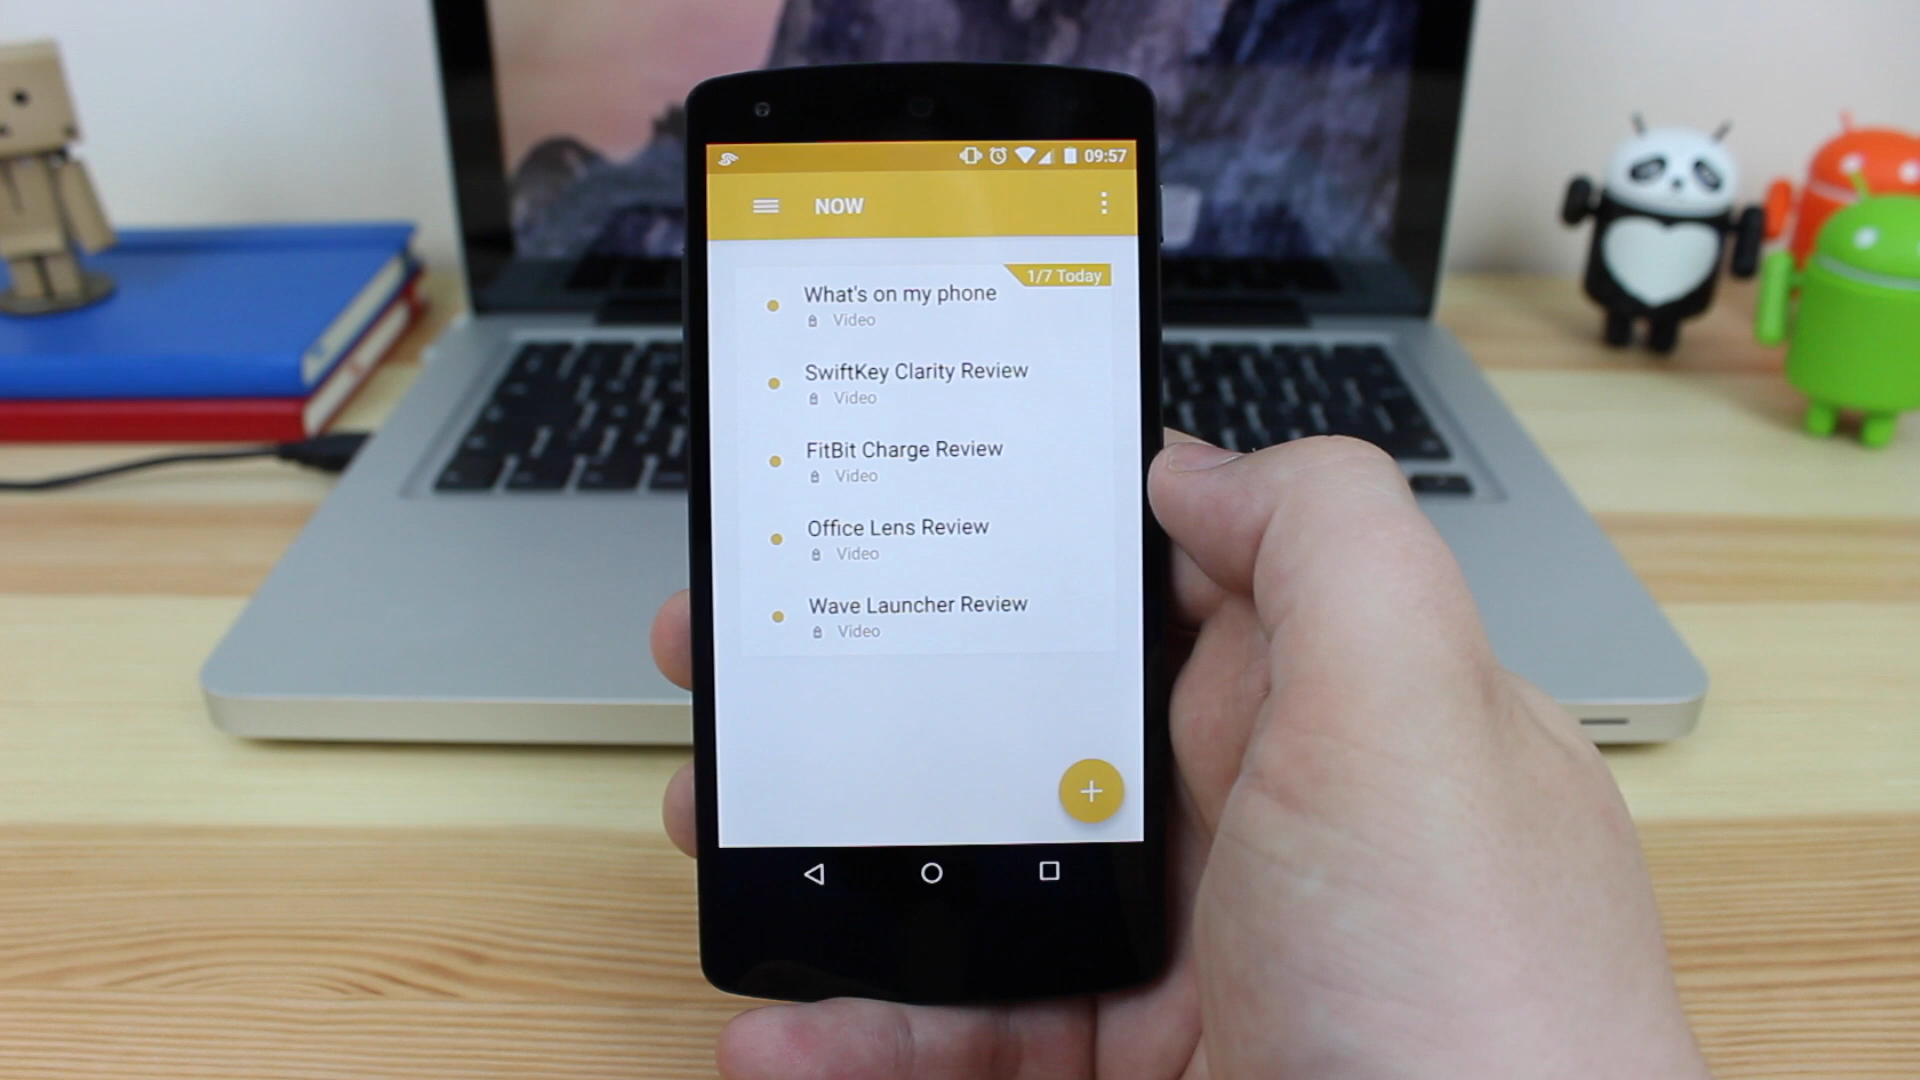 09:57
NOW
1/7 Today
What's on my phone
Video
SwiftKey Clarity Review
Video
FitBit Charge Review
Video
Office Lens Review
Video
Wave Launcher Review
Video